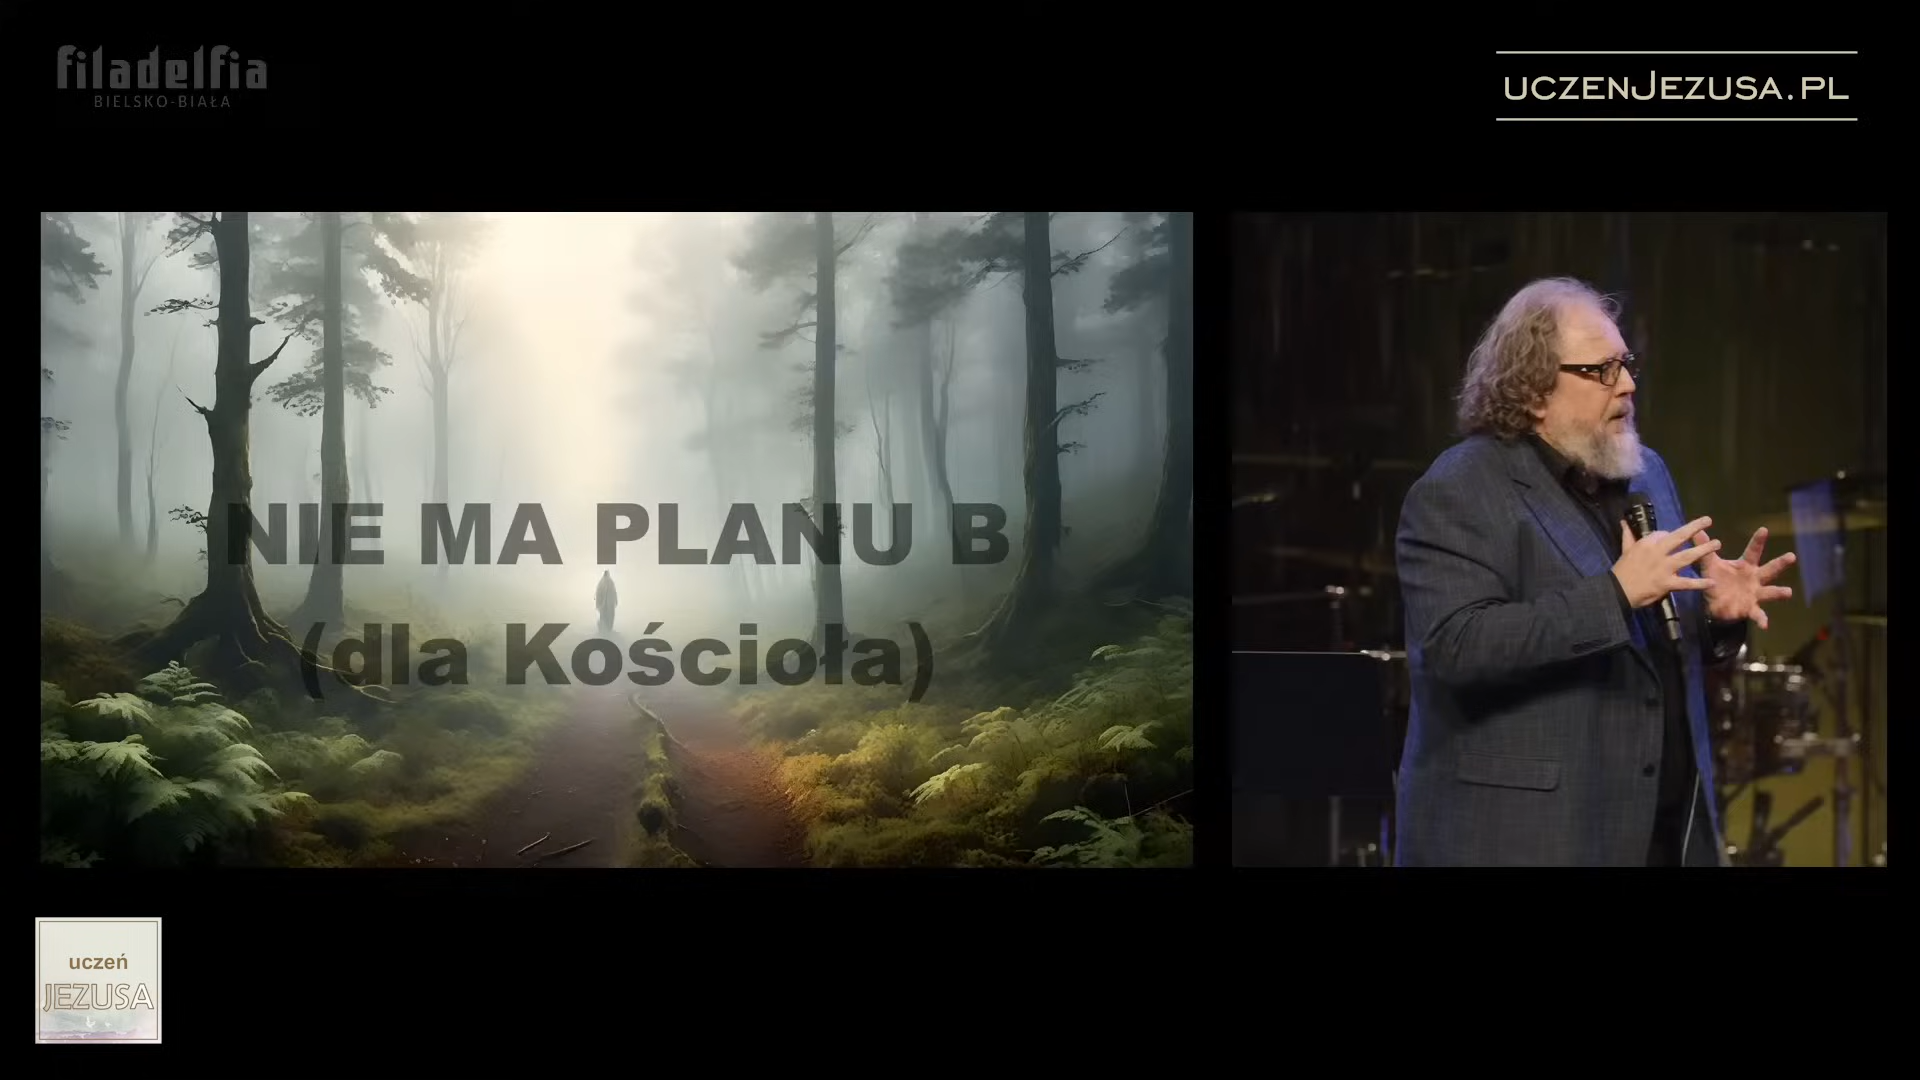 filadelfia
BIELSKO-BIAŁA
UCZENJEZUSA.PL
NIE MA PLANU B
(dla Kościoła)
uczeń
JEZUSA